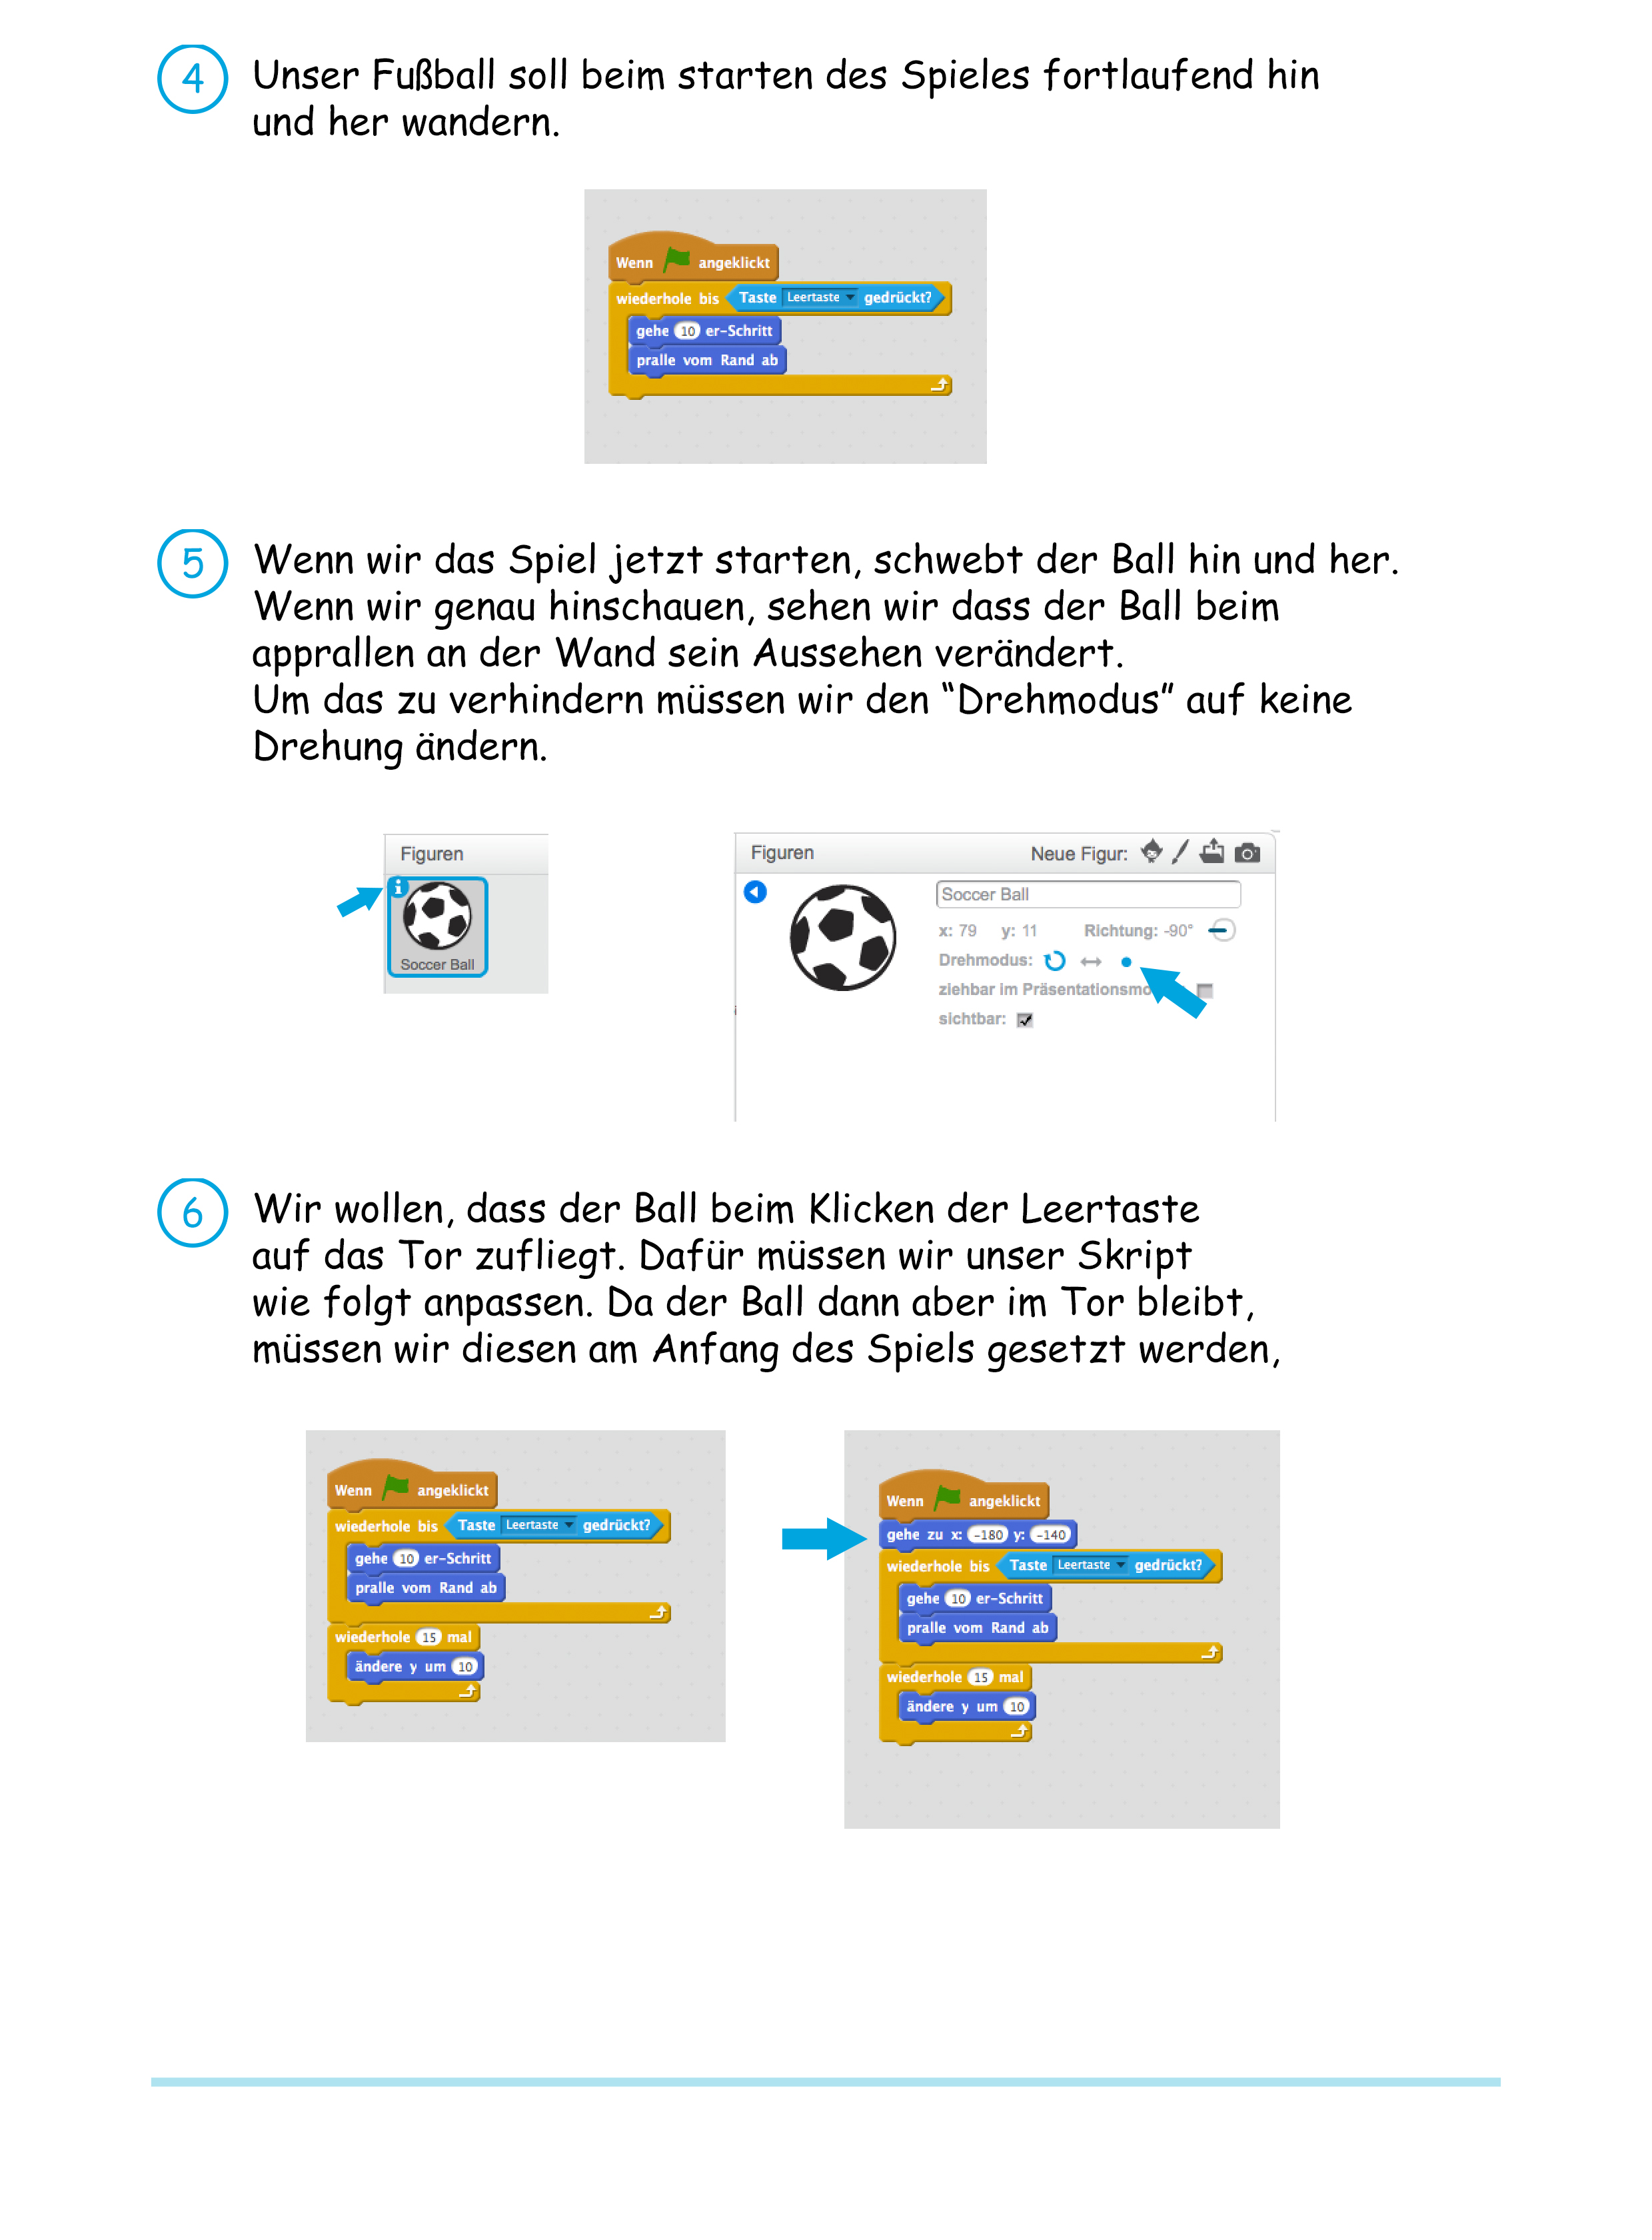 4
Unser Fußball soll beim starten des Spieles fortlaufend hin
und her wandern.
Wenn angeklickt
wiederhole bis Taste Leertaste gedrückt?
gehe 10 er-Schritt
pralle vom Rand ab
5
Wenn wir das Spiel jetzt starten, schwebt der Ball hin und her.
Wenn wir genau hinschauen, sehen wir dass der Ball beim
apprallen an der Wand sein Aussehen verändert.
Um das zu verhindern müssen wir den “Drehmodus” auf keine
Drehung ändern.
Figuren
i
Soccer Ball
Figuren Neue Figur:
Soccer Ball
x: 79 y: 11 Richtung: -90°
Drehmodus:
ziehbar im
sichtbar:
6
Wir wollen, dass der Ball beim Klicken der Leertaste
auf das Tor zufliegt. Dafür müssen wir unser Skript
wie folgt anpassen. Da der Ball dann aber im Tor bleibt,
müssen wir diesen am Anfang des Spiels gesetzt werden,
Wenn angeklickt
wiederhole bis Taste Leertaste gedrückt?
gehe 10 er-Schritt
pralle vom Rand ab
wiederhole 15 mal
ändere y um 10
Wenn angeklickt
gehe zu x: -180 y: -140
wiederhole bis Taste Leertaste gedrückt?
gehe 10 er-Schritt
pralle vom Rand ab
wiederhole 15 mal
ändere y um 10